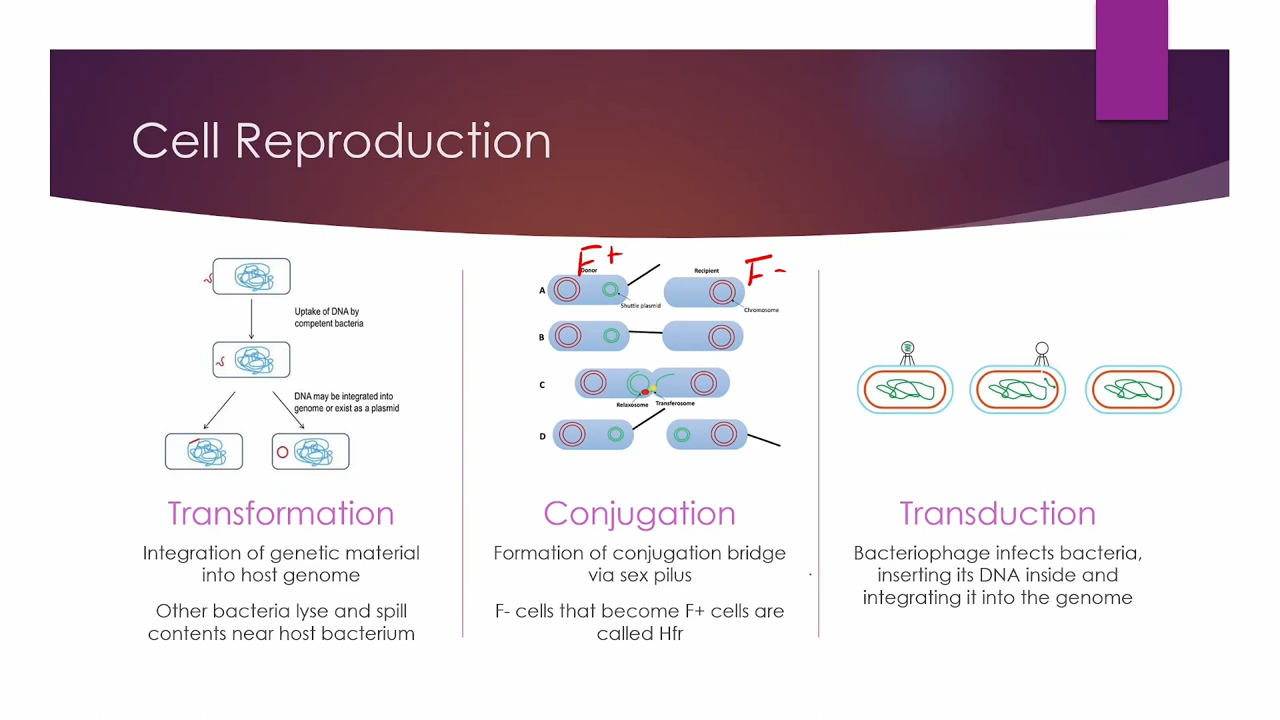 Cell Reproduction
Uptake of DNA by
competent bacteria
DNA may be integrated into
genome or exist as a plasmid
Transformation
Integration of genetic material
into host genome
Other bacteria lyse and spill
contents near host bacterium
F+
F-
Donor
Recipient
A
Shuttle plasmid
Chromosome
B
C
Relaxosome
Transferosome
D
Conjugation
Formation of conjugation bridge
via sex pilus
F- cells that become F+ cells are
called Hfr
Transduction
Bacteriophage infects bacteria,
inserting its DNA inside and
integrating it into the genome